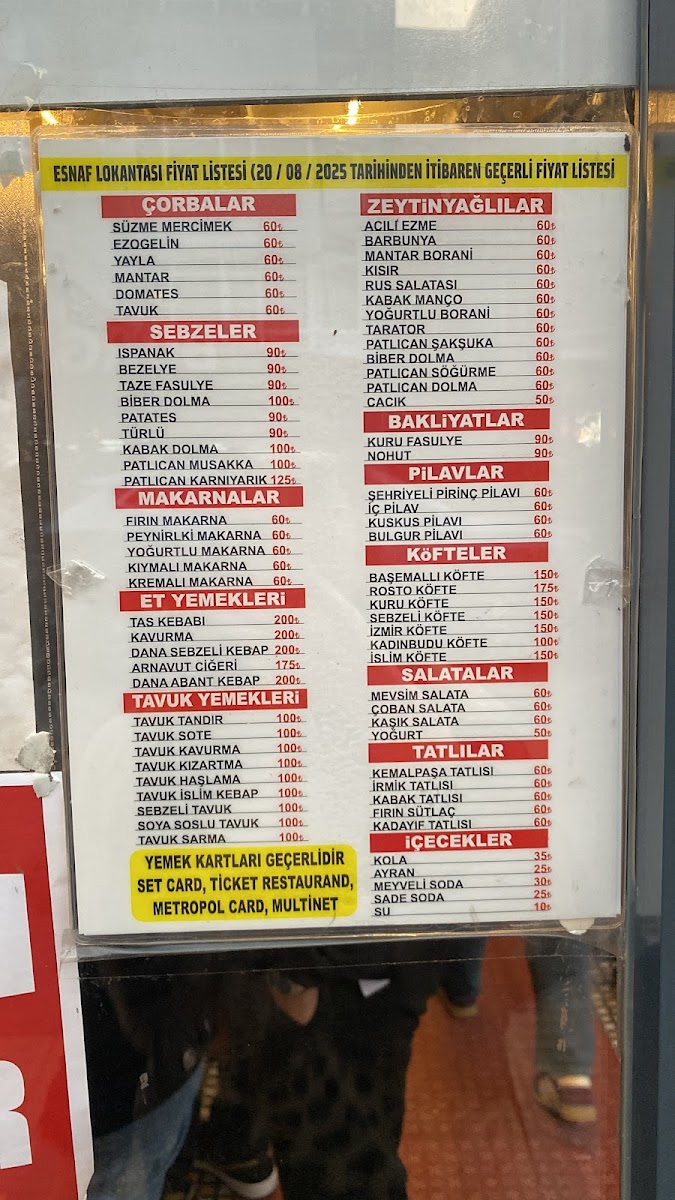 ESNAF LOKANTASI FİYAT LİSTESİ (20 / 08 / 2025 TARİHİNDEN İTİBAREN GEÇERLİ FİYAT LİSTESİ
ÇORBALAR
SÜZME MERCİMEK 60₺
EZOGELİN 60₺
YAYLA 60₺
MANTAR 60₺
DOMATES 60₺
TAVUK 60₺
SEBZELER
ISPANAK 90₺
BEZELYE 90₺
TAZE FASULYE 90₺
BİBER DOLMA 100₺
PATATES 90₺
TÜRLÜ 90₺
KABAK DOLMA 100₺
PATLICAN MUSAKKA 100₺
PATLICAN KARNIYARIK 125₺
MAKARNALAR
FIRIN MAKARNA 60₺
PEYNİRLKİ MAKARNA 60₺
YOĞURTLU MAKARNA 60₺
KIYMALI MAKARNA 60₺
KREMALI MAKARNA 60₺
ET YEMEKLERİ
TAS KEBABI 200₺
KAVURMA 200₺
DANA SEBZELİ KEBAP 200₺
ARNAVUT CİĞERİ 175₺
DANA ABANT KEBAP 200₺
TAVUK YEMEKLERİ
TAVUK TANDIR 100₺
TAVUK SOTE 100₺
TAVUK KAVURMA 100₺
TAVUK KIZARTMA 100₺
TAVUK HAŞLAMA 100₺
TAVUK İSLİM KEBAP 100₺
SEBZELİ TAVUK 100₺
SOYA SOSLU TAVUK 100₺
TAVUK SARMA 100₺
YEMEK KARTLARI GEÇERLİDİR
SET CARD, TİCKET RESTAURAND,
METROPOL CARD, MULTİNET
ZEYTİNYAĞLILAR
ACILI EZME 60₺
BARBUNYA 60₺
MANTAR BORANİ 60₺
KISIR 60₺
RUS SALATASI 60₺
KABAK MANÇO 60₺
YOĞURTLU BORANİ 60₺
TARATOR 60₺
PATLICAN ŞAKŞUKA 60₺
BİBER DOLMA 60₺
PATLICAN SÖĞÜRME 60₺
PATLICAN DOLMA 60₺
CACIK 50₺
BAKLİYATLAR
KURU FASULYE 90₺
NOHUT 90₺
PİLAVLAR
ŞEHRİYELİ PİRİNÇ PİLAVI 60₺
İÇ PİLAV 60₺
KUSKUS PİLAVI 60₺
BULGUR PİLAVI 60₺
KöFTELER
BAŞEMALLI KÖFTE 150₺
ROSTO KÖFTE 175₺
KURU KÖFTE 150₺
SEBZELİ KÖFTE 150₺
İZMİR KÖFTE 150₺
KADINBUDU KÖFTE 100₺
İSLİM KÖFTE 150₺
SALATALAR
MEVSİM SALATA 60₺
ÇOBAN SALATA 60₺
KAŞIK SALATA 60₺
YOĞURT 50₺
TATLILAR
KEMALPAŞA TATLISI 60₺
İRMİK TATLISI 60₺
KABAK TATLISI 60₺
FIRIN SÜTLAÇ 60₺
KADAYIF TATLISI 60₺
İÇECEKLER
KOLA 35₺
AYRAN 25₺
MEYVELİ SODA 30₺
SADE SODA 25₺
SU 10₺
R